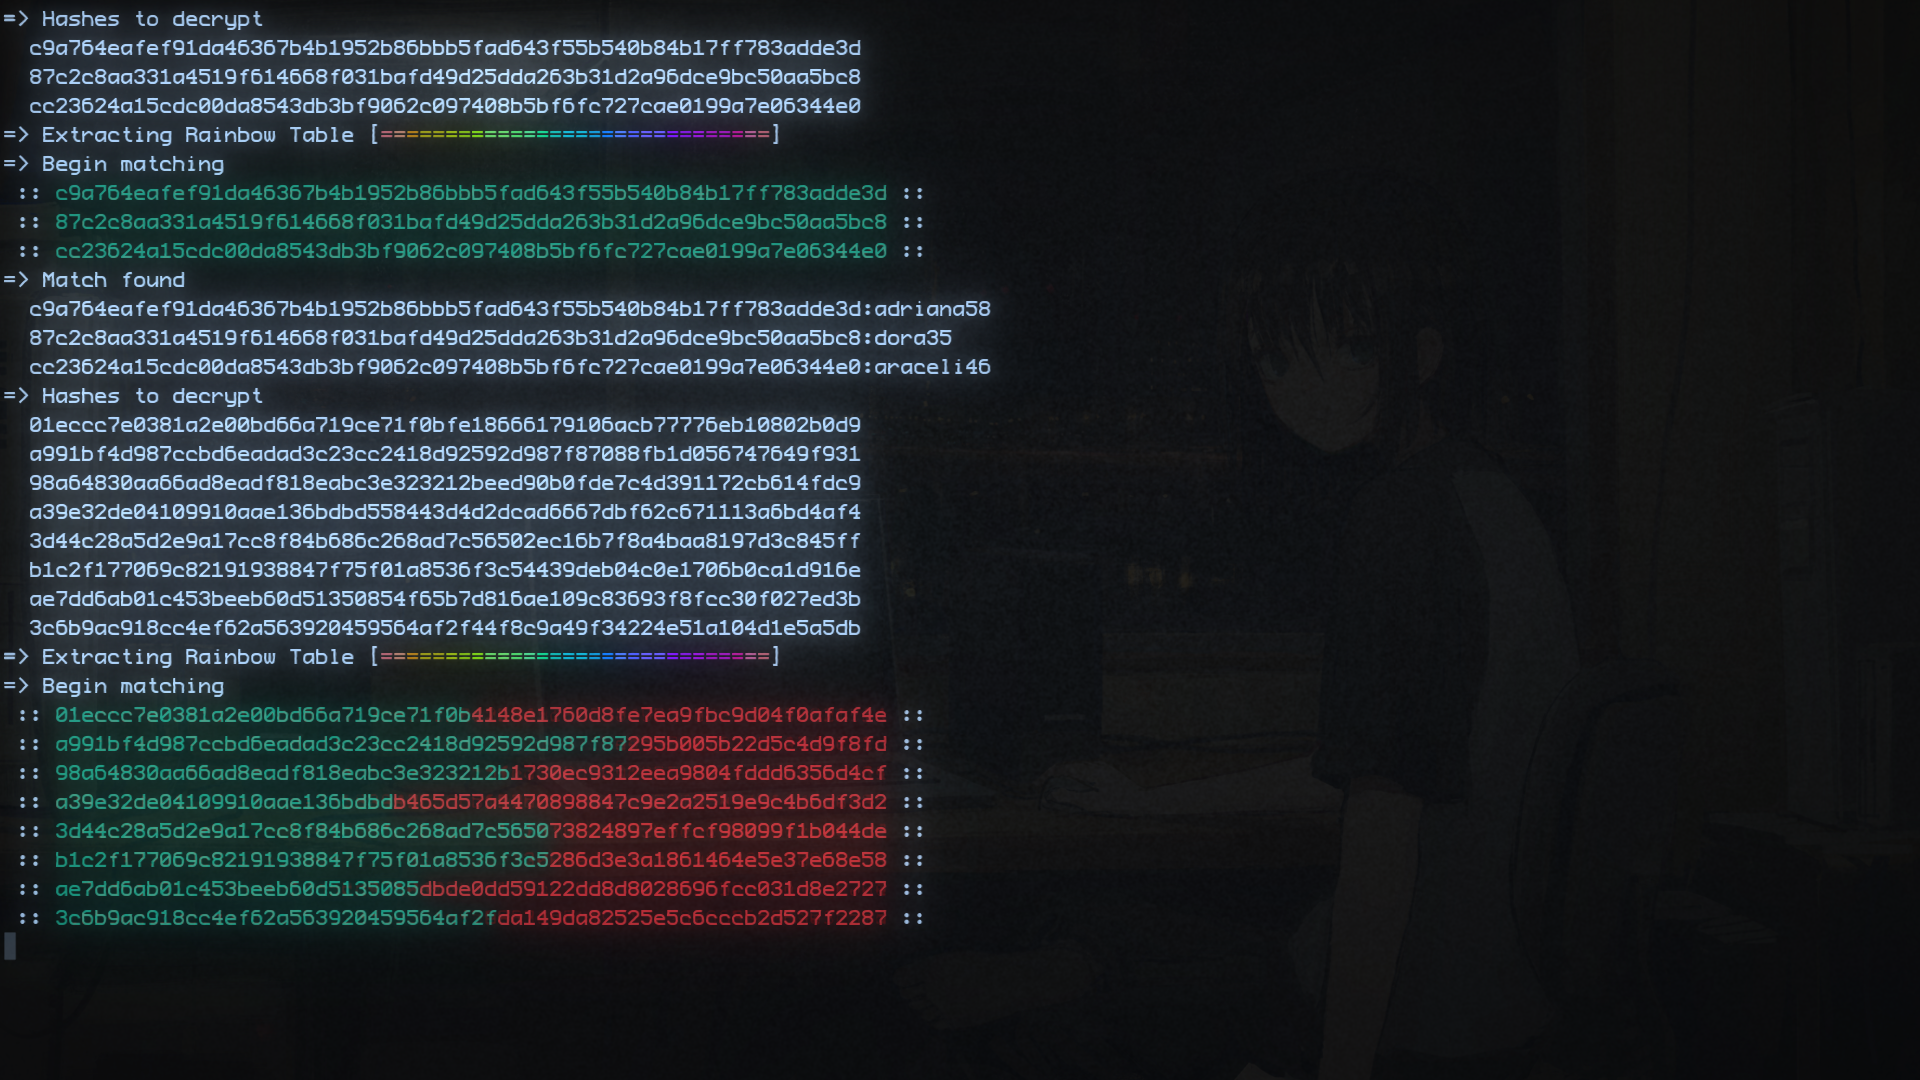 => Hashes to decrypt
c9a764eafef91da46367b4b1952b86bbb5fad643f55b540b84b17ff783adde3d
87c2c8aa331a4519f614668f031bafd49d25dda263b31d2a96dce9bc50aa5bc8
cc23624a15cdc00da8543db3bf9062c097408b5bf6fc727cae0199a7e06344e0
=> Extracting Rainbow Table [==============================]
=> Begin matching
:: c9a764eafef91da46367b4b1952b86bbb5fad643f55b540b84b17ff783adde3d ::
:: 87c2c8aa331a4519f614668f031bafd49d25dda263b31d2a96dce9bc50aa5bc8 ::
:: cc23624a15cdc00da8543db3bf9062c097408b5bf6fc727cae0199a7e06344e0 ::
=> Match found
c9a764eafef91da46367b4b1952b86bbb5fad643f55b540b84b17ff783adde3d:adriana58
87c2c8aa331a4519f614668f031bafd49d25dda263b31d2a96dce9bc50aa5bc8:dora35
cc23624a15cdc00da8543db3bf9062c097408b5bf6fc727cae0199a7e06344e0:araceli46
=> Hashes to decrypt
01eccc7e0381a2e00bd66a719ce71f0bfe18666179106acb77776eb10802b0d9
a991bf4d987ccbd6eadad3c23cc2418d92592d987f87088fb1d056747649f931
98a64830aa66ad8eadf818eabc3e323212beed90b0fde7c4d391172cb614fdc9
a39e32de04109910aae136bdbd558443d4d2dcad6667dbf62c671113a6bd4af4
3d44c28a5d2e9a17cc8f84b686c268ad7c56502ec16b7f8a4baa8197d3c845ff
b1c2f177069c82191938847f75f01a8536f3c54439deb04c0e1706b0ca1d916e
ae7dd6ab01c453beeb60d51350854f65b7d816ae109c83693f8fcc30f027ed3b
3c6b9ac918cc4ef62a563920459564af2f44f8c9a49f34224e51a104d1e5a5db
=> Extracting Rainbow Table [==============================]
=> Begin matching
:: 01eccc7e0381a2e00bd66a719ce71f0b4148e1760d8fe7ea9fbc9d04f0afaf4e ::
:: a991bf4d987ccbd6eadad3c23cc2418d92592d987f87295b005b22d5c4d9f8fd ::
:: 98a64830aa66ad8eadf818eabc3e323212b1730ec9312eea9804fddd6356d4cf ::
:: a39e32de04109910aae136bdbdb465d57a4470898847c9e2a2519e9c4b6df3d2 ::
:: 3d44c28a5d2e9a17cc8f84b686c268ad7c565073824897effcf98099f1b044de ::
:: b1c2f177069c82191938847f75f01a8536f3c5286d3e3a1861464e5e37e68e58 ::
:: ae7dd6ab01c453beeb60d5135085dbde0dd59122dd8d8028696fcc031d8e2727 ::
:: 3c6b9ac918cc4ef62a563920459564af2fda149da82525e5c6cccb2d527f2287 ::